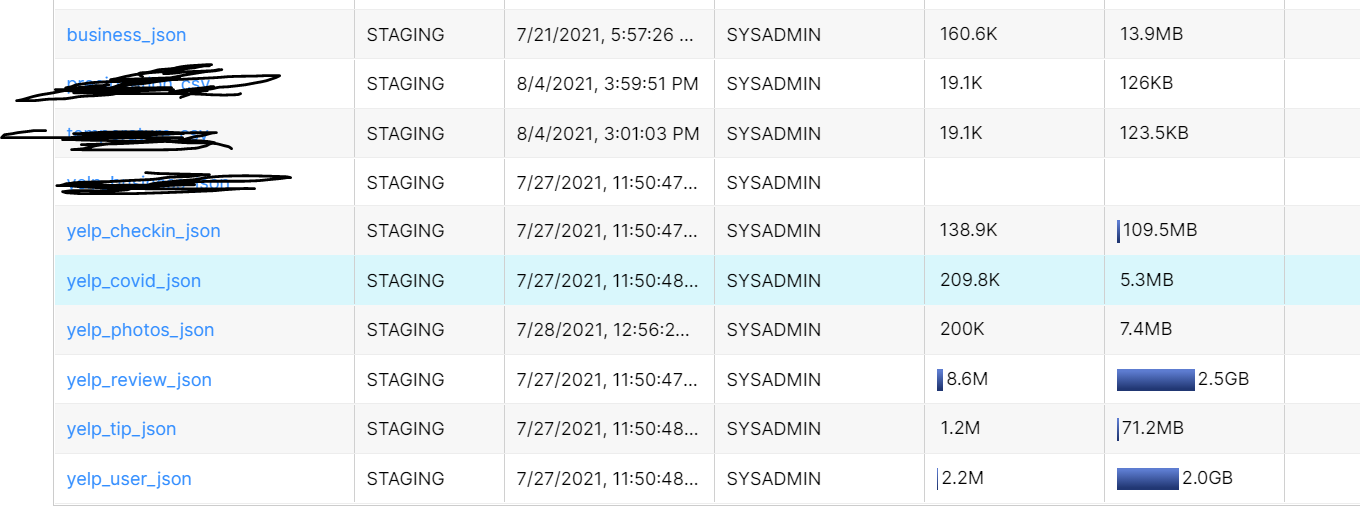 business_json STAGING 7/21/2021, 5:57:26 ... SYSADMIN 160.6K 13.9MB
STAGING 8/4/2021, 3:59:51 PM SYSADMIN 19.1K 126KB
STAGING 8/4/2021, 3:01:03 PM SYSADMIN 19.1K 123.5KB
STAGING 7/27/2021, 11:50:47... SYSADMIN
yelp_checkin_json STAGING 7/27/2021, 11:50:47... SYSADMIN 138.9K 109.5MB
yelp_covid_json STAGING 7/27/2021, 11:50:48... SYSADMIN 209.8K 5.3MB
yelp_photos_json STAGING 7/28/2021, 12:56:2... SYSADMIN 200K 7.4MB
yelp_review_json STAGING 7/27/2021, 11:50:47... SYSADMIN 8.6M 2.5GB
yelp_tip_json STAGING 7/27/2021, 11:50:48... SYSADMIN 1.2M 71.2MB
yelp_user_json STAGING 7/27/2021, 11:50:48... SYSADMIN 2.2M 2.0GB